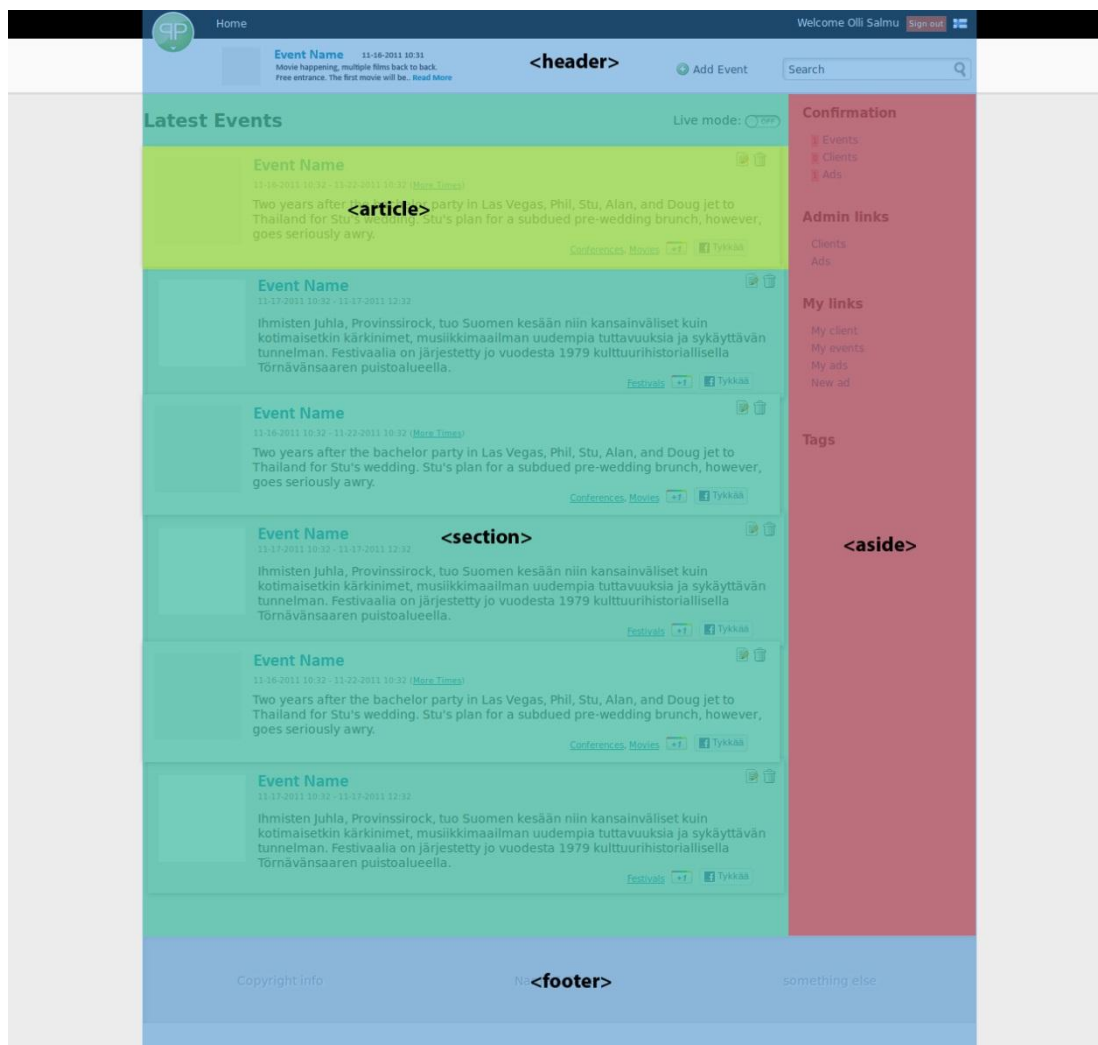 Home
Welcome Olli Salmu Sign out
Event Name 11-16-2011 10:31
Movie happening, multiple films back to back.
Free entrance. The first movie will be.. Read More
<header>
Add Event
Search
Latest Events
Live mode: OFF
Event Name
11-16-2011 10:32 - 11-22-2011 10:32 (More Times)
Two years after the bachelor party in Las Vegas, Phil, Stu, Alan, and Doug jet to
<article>
Thailand for Stu's wedding. Stu's plan for a subdued pre-wedding brunch, however,
goes seriously awry.
Conferences, Movies +1 Tykkää
Event Name
11-17-2011 10:32 - 11-17-2011 12:32
Ihmisten Juhla, Provinssirock, tuo Suomen kesään niin kansainväliset kuin
kotimaisetkin kärkinimet, musiikkimaailman uudempia tuttavuuksia ja sykäyttävän
tunnelman. Festivaalia on järjestetty jo vuodesta 1979 kulttuurihistoriallisella
Törnävänsaaren puistoalueella.
Festivals +1 Tykkää
Event Name
11-16-2011 10:32 - 11-22-2011 10:32 (More Times)
Two years after the bachelor party in Las Vegas, Phil, Stu, Alan, and Doug jet to
Thailand for Stu's wedding. Stu's plan for a subdued pre-wedding brunch, however,
goes seriously awry.
Conferences, Movies +1 Tykkää
Event Name
<section>
11-17-2011 10:32 - 11-17-2011 12:32
Ihmisten Juhla, Provinssirock, tuo Suomen kesään niin kansainväliset kuin
kotimaisetkin kärkinimet, musiikkimaailman uudempia tuttavuuksia ja sykäyttävän
tunnelman. Festivaalia on järjestetty jo vuodesta 1979 kulttuurihistoriallisella
Törnävänsaaren puistoalueella.
Festivals +1 Tykkää
Event Name
11-16-2011 10:32 - 11-22-2011 10:32 (More Times)
Two years after the bachelor party in Las Vegas, Phil, Stu, Alan, and Doug jet to
Thailand for Stu's wedding. Stu's plan for a subdued pre-wedding brunch, however,
goes seriously awry.
Conferences, Movies +1 Tykkää
Event Name
11-17-2011 10:32 - 11-17-2011 12:32
Ihmisten Juhla, Provinssirock, tuo Suomen kesään niin kansainväliset kuin
kotimaisetkin kärkinimet, musiikkimaailman uudempia tuttavuuksia ja sykäyttävän
tunnelman. Festivaalia on järjestetty jo vuodesta 1979 kulttuurihistoriallisella
Törnävänsaaren puistoalueella.
Festivals +1 Tykkää
Confirmation
Events
Clients
Ads
Admin links
Clients
Ads
My links
My client
My events
My ads
New ad
Tags
<aside>
Copyright info
<footer>
something else